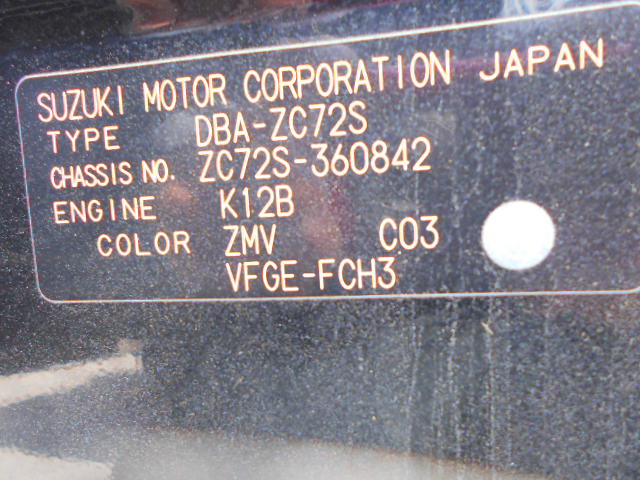 SUZUKI MOTOR CORPORATION JAPAN
TYPE DBA-ZC72S
CHASSIS NO. ZC72S-360842
ENGINE K12B
COLOR ZMV C03
VFGE-FCH3